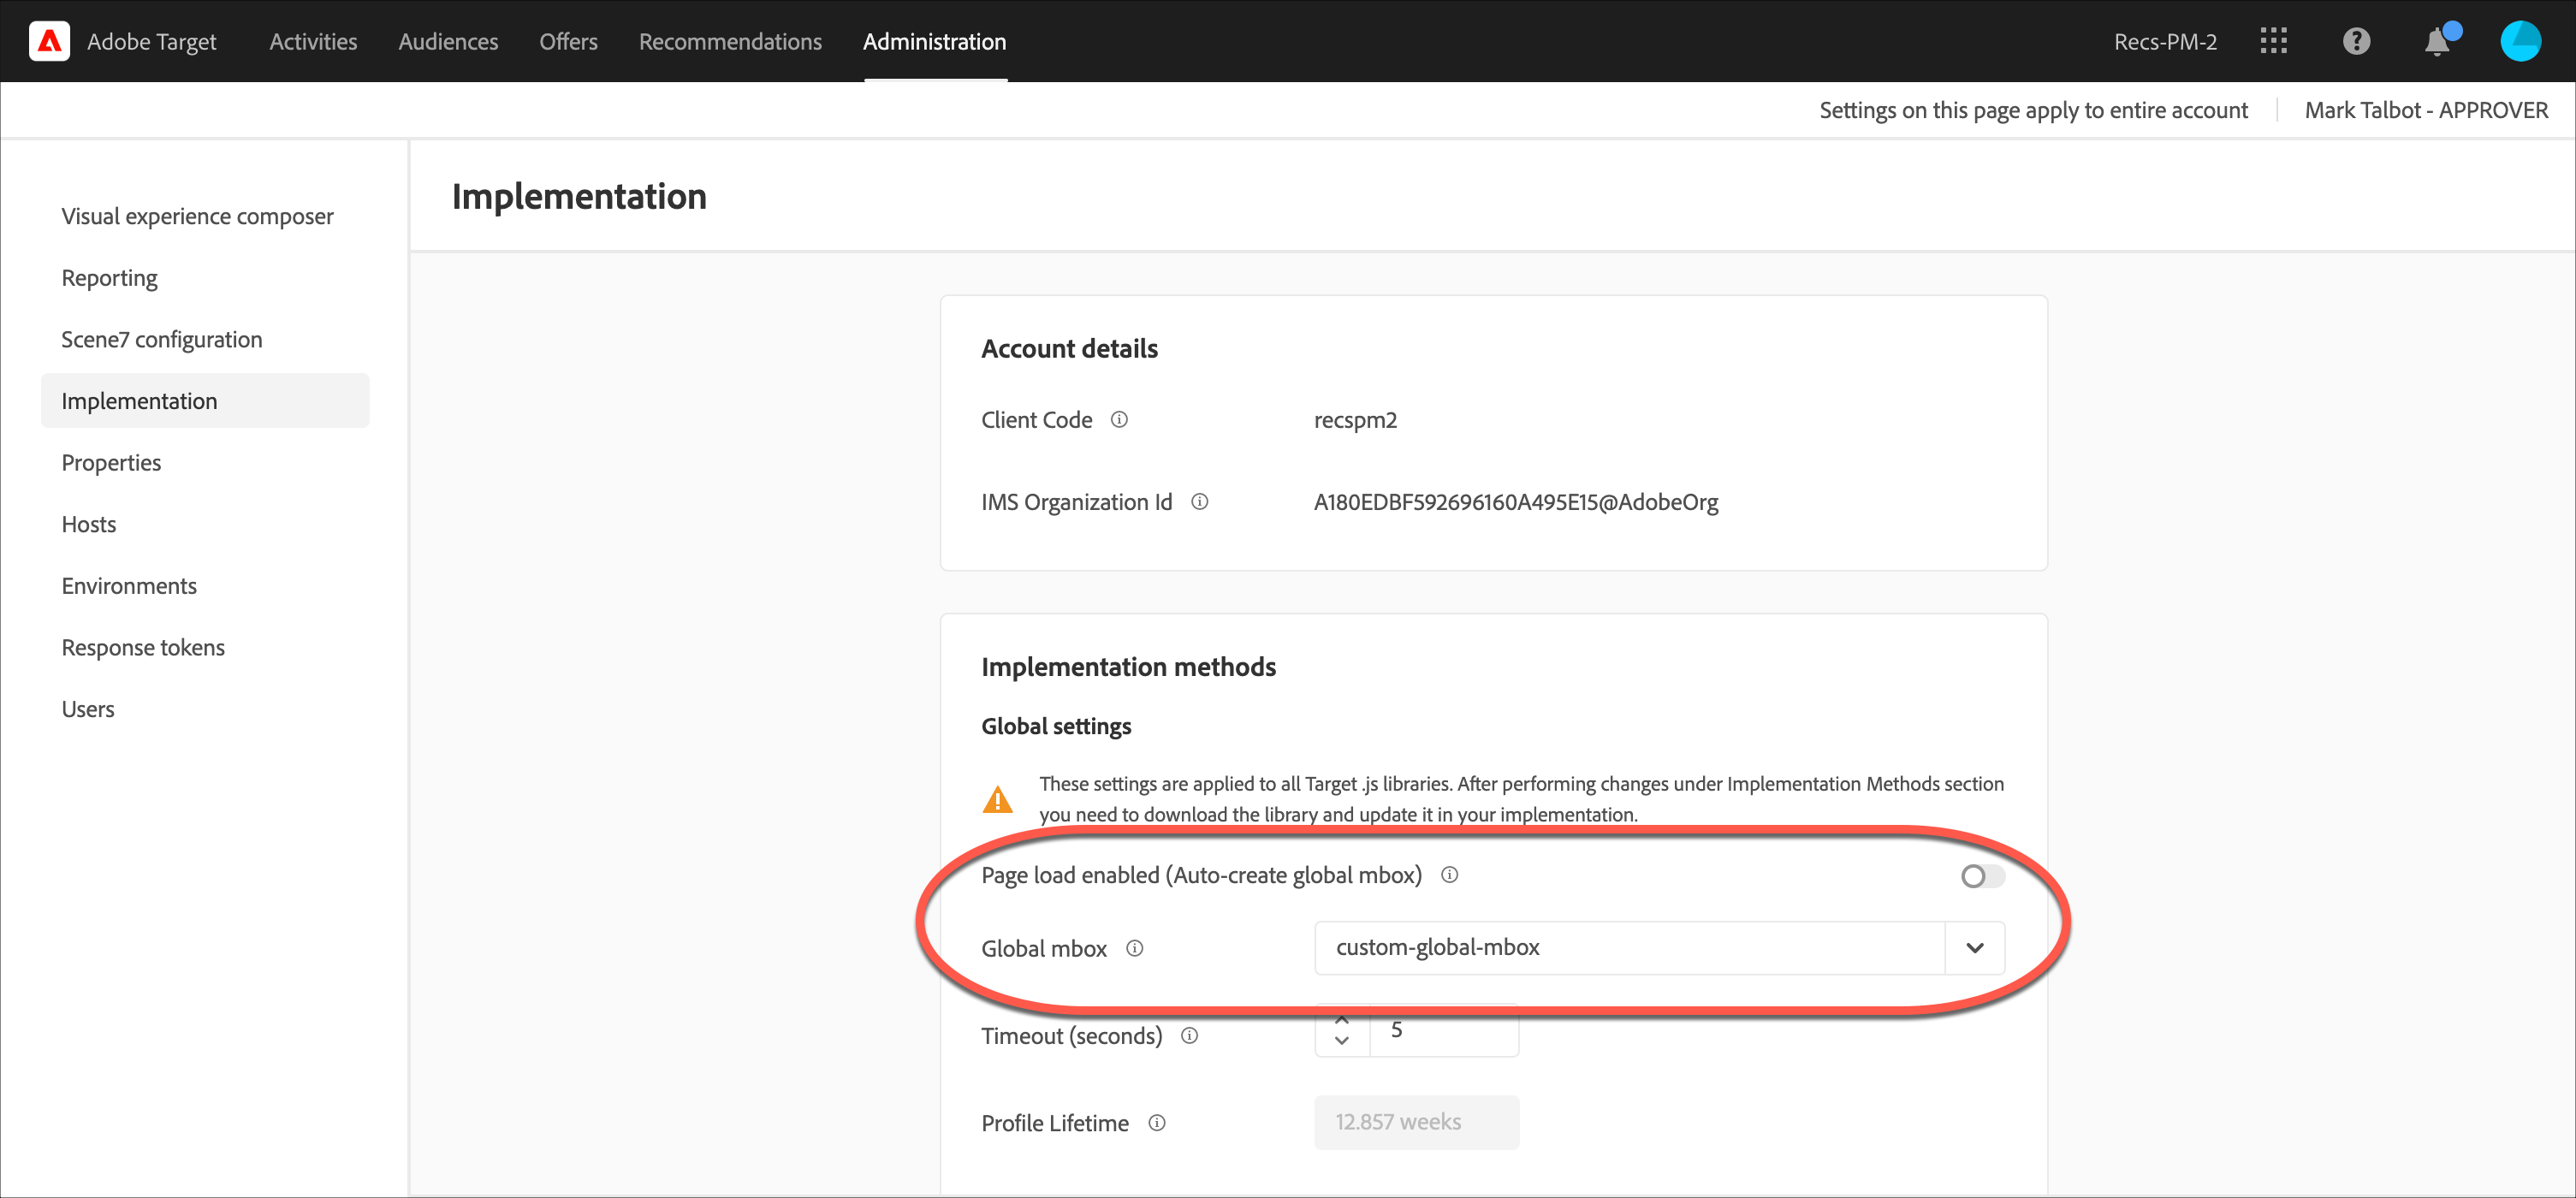 Adobe Target
Activities
Audiences
Offers
Recommendations
Administration
Recs-PM-2
Settings on this page apply to entire account
Mark Talbot - APPROVER
Visual experience composer
Reporting
Scene7 configuration
Implementation
Properties
Hosts
Environments
Response tokens
Users
Implementation
Account details
Client Code
recspm2
IMS Organization Id
A180EDBF592696160A495E15@AdobeOrg
Implementation methods
Global settings
These settings are applied to all Target .js libraries. After performing changes under Implementation Methods section
you need to download the library and update it in your implementation.
Page load enabled (Auto-create global mbox)
Global mbox
custom-global-mbox
Timeout (seconds)
5
Profile Lifetime
12.857 weeks